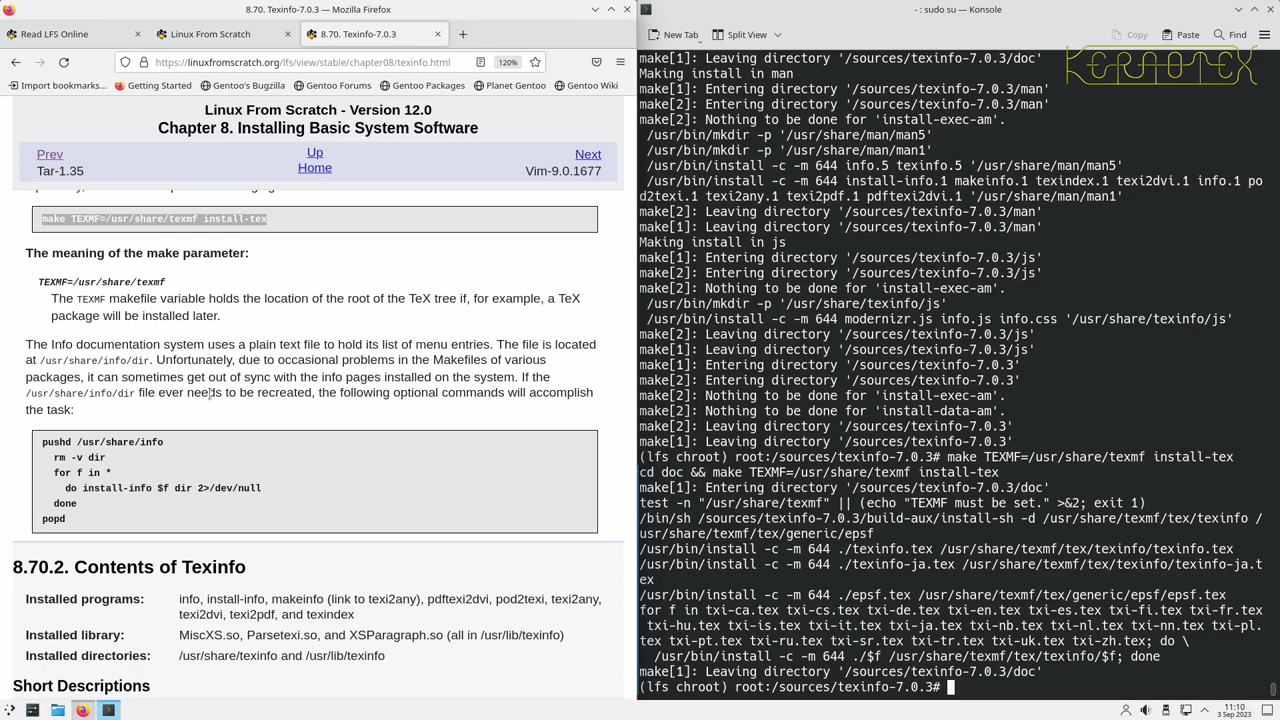 8.70. Texinfo-7.0.3 — Mozilla Firefox
Read LFS Online
Linux From Scratch
8.70. Texinfo-7.0.3
https://linuxfromscratch.org/lfs/view/stable/chapter08/texinfo.html
120%
Import bookmarks...
Getting Started
Gentoo's Bugzilla
Gentoo Forums
Gentoo Packages
Planet Gentoo
Gentoo Wiki
Linux From Scratch - Version 12.0
Chapter 8. Installing Basic System Software
Prev
Up
Next
Tar-1.35
Home
Vim-9.0.1677
make TEXMF=/usr/share/texmf install-tex
The meaning of the make parameter:
TEXMF=/usr/share/texmf
The TEXMF makefile variable holds the location of the root of the TeX tree if, for example, a TeX
package will be installed later.
The Info documentation system uses a plain text file to hold its list of menu entries. The file is located
at /usr/share/info/dir. Unfortunately, due to occasional problems in the Makefiles of various
packages, it can sometimes get out of sync with the info pages installed on the system. If the
/usr/share/info/dir file ever needs to be recreated, the following optional commands will accomplish
the task:
pushd /usr/share/info
rm -v dir
for f in *
do install-info $f dir 2>/dev/null
done
popd
8.70.2. Contents of Texinfo
Installed programs: info, install-info, makeinfo (link to texi2any), pdftexi2dvi, pod2texi, texi2any,
texi2dvi, texi2pdf, and texindex
Installed library: MiscXS.so, Parsetexi.so, and XSParagraph.so (all in /usr/lib/texinfo)
Installed directories: /usr/share/texinfo and /usr/lib/texinfo
Short Descriptions
- : sudo su — Konsole
New Tab
Split View
Copy
Paste
Find
KERNOTEX
make[1]: Leaving directory '/sources/texinfo-7.0.3/doc'
Making install in man
make[1]: Entering directory '/sources/texinfo-7.0.3/man'
make[2]: Entering directory '/sources/texinfo-7.0.3/man'
make[2]: Nothing to be done for 'install-exec-am'.
/usr/bin/mkdir -p '/usr/share/man/man5'
/usr/bin/mkdir -p '/usr/share/man/man1'
/usr/bin/install -c -m 644 info.5 texinfo.5 '/usr/share/man/man5'
/usr/bin/install -c -m 644 install-info.1 makeinfo.1 texindex.1 texi2dvi.1 info.1 po
d2texi.1 texi2any.1 texi2pdf.1 pdftexi2dvi.1 '/usr/share/man/man1'
make[2]: Leaving directory '/sources/texinfo-7.0.3/man'
make[1]: Leaving directory '/sources/texinfo-7.0.3/man'
Making install in js
make[1]: Entering directory '/sources/texinfo-7.0.3/js'
make[2]: Entering directory '/sources/texinfo-7.0.3/js'
make[2]: Nothing to be done for 'install-exec-am'.
/usr/bin/mkdir -p '/usr/share/texinfo/js'
/usr/bin/install -c -m 644 modernizr.js info.js info.css '/usr/share/texinfo/js'
make[2]: Leaving directory '/sources/texinfo-7.0.3/js'
make[1]: Leaving directory '/sources/texinfo-7.0.3/js'
make[1]: Entering directory '/sources/texinfo-7.0.3'
make[2]: Entering directory '/sources/texinfo-7.0.3'
make[2]: Nothing to be done for 'install-exec-am'.
make[2]: Nothing to be done for 'install-data-am'.
make[2]: Leaving directory '/sources/texinfo-7.0.3'
make[1]: Leaving directory '/sources/texinfo-7.0.3'
(lfs chroot) root:/sources/texinfo-7.0.3# make TEXMF=/usr/share/texmf install-tex
cd doc && make TEXMF=/usr/share/texmf install-tex
make[1]: Entering directory '/sources/texinfo-7.0.3/doc'
test -n "/usr/share/texmf" || (echo "TEXMF must be set." >&2; exit 1)
/bin/sh /sources/texinfo-7.0.3/build-aux/install-sh -d /usr/share/texmf/tex/texinfo /
usr/share/texmf/tex/generic/epsf
/usr/bin/install -c -m 644 ./texinfo.tex /usr/share/texmf/tex/texinfo/texinfo.tex
/usr/bin/install -c -m 644 ./texinfo-ja.tex /usr/share/texmf/tex/texinfo/texinfo-ja.t
ex
/usr/bin/install -c -m 644 ./epsf.tex /usr/share/texmf/tex/generic/epsf/epsf.tex
for f in txi-ca.tex txi-cs.tex txi-de.tex txi-en.tex txi-es.tex txi-fi.tex txi-fr.tex
txi-hu.tex txi-is.tex txi-it.tex txi-ja.tex txi-nb.tex txi-nl.tex txi-nn.tex txi-pl.
tex txi-pt.tex txi-ru.tex txi-sr.tex txi-tr.tex txi-uk.tex txi-zh.tex; do \
/usr/bin/install -c -m 644 ./$f /usr/share/texmf/tex/texinfo/$f; done
make[1]: Leaving directory '/sources/texinfo-7.0.3/doc'
(lfs chroot) root:/sources/texinfo-7.0.3#
11:10
3 Sep 2023